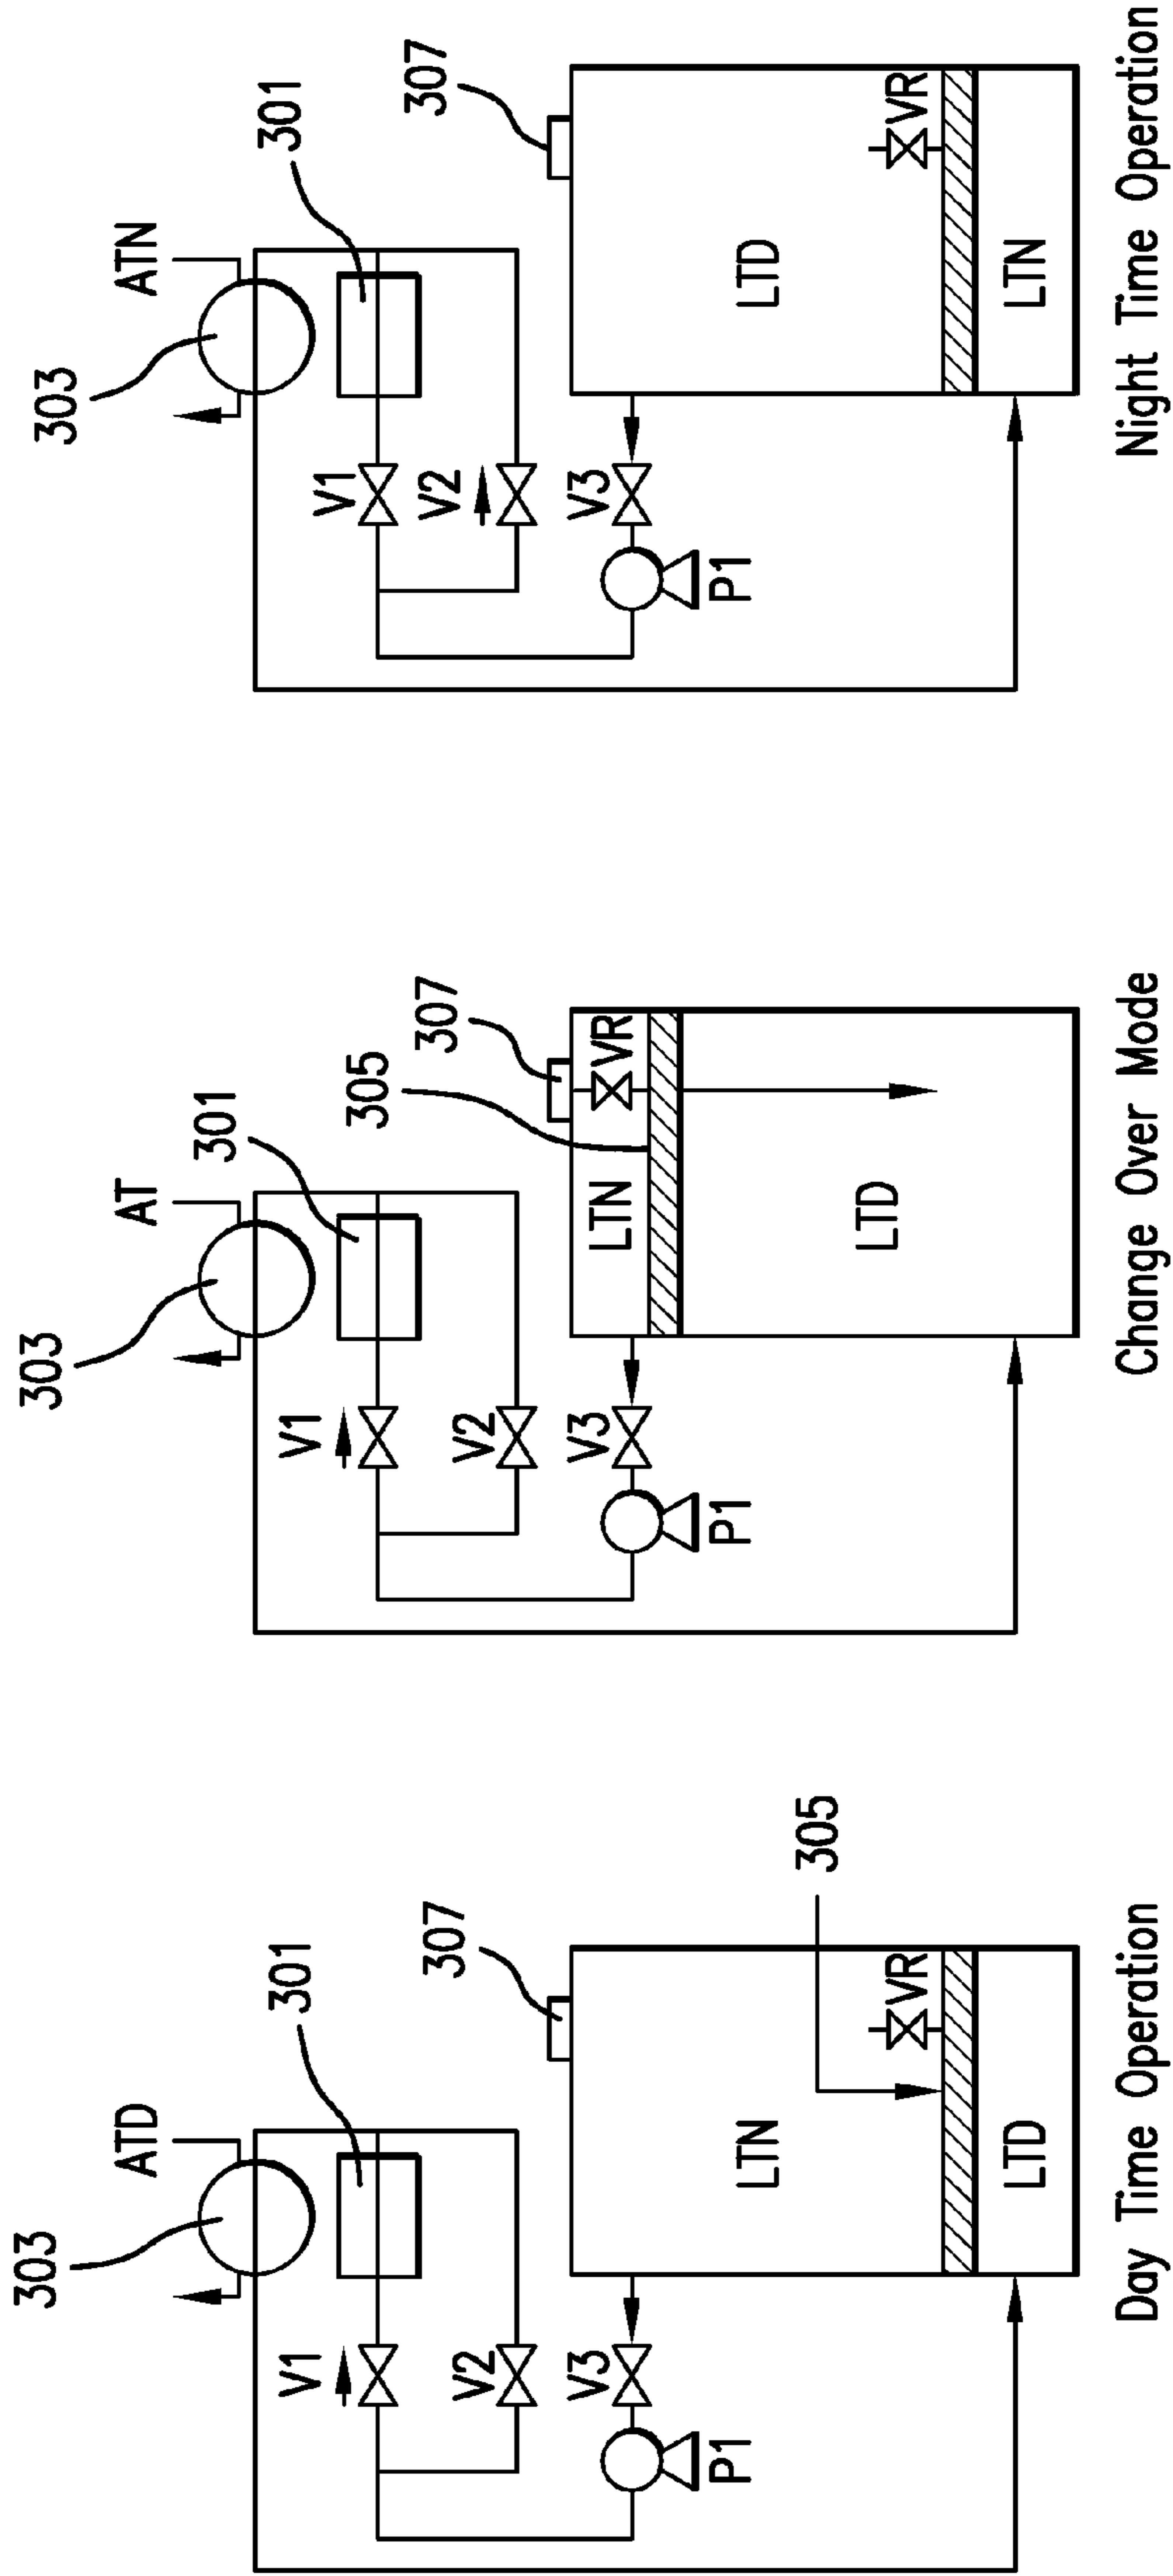 303
ATD
301
V1
V2
307
V3
P1
LTN
305
VR
LTD
Day Time Operation
303
AT
301
V1
305
307
V2
V3
LTN
VR
P1
LTD
Change Over Mode
303
ATN
301
307
V1
V2
V3
P1
LTD
VR
LTN
Night Time Operation